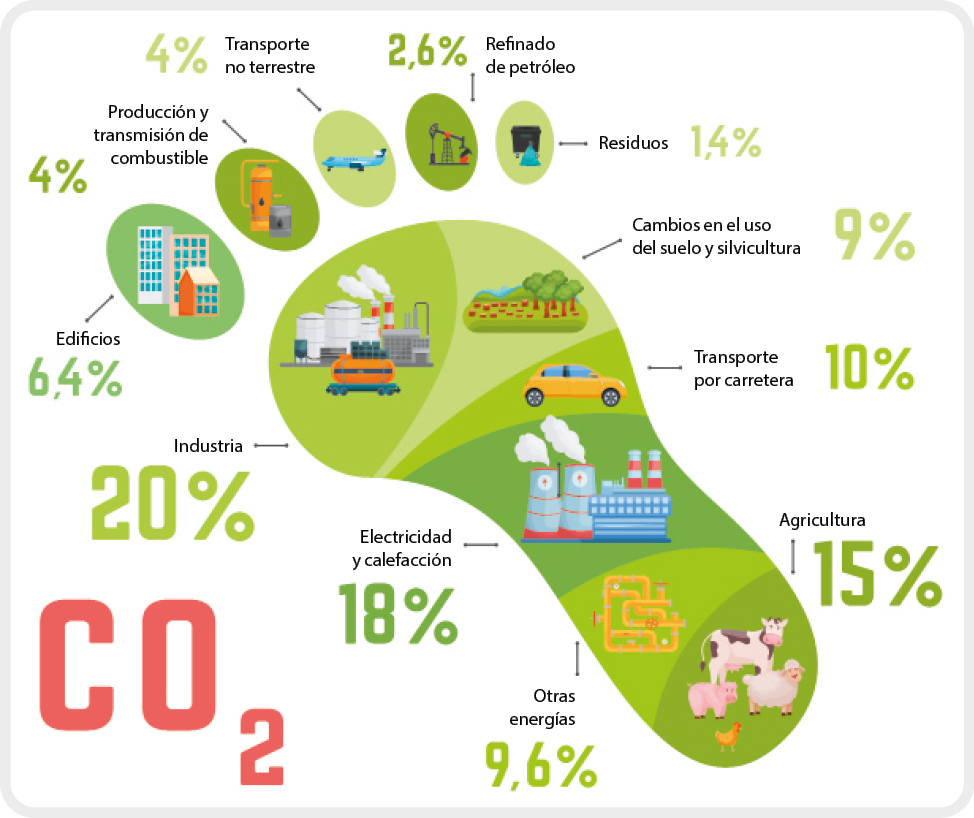 4%
Transporte
no terrestre
2,6%
Refinado
de petróleo
Producción y
transmisión de
combustible
4%
Residuos
1,4%
Cambios en el uso
del suelo y silvicultura
9%
Edificios
6,4%
Transporte
por carretera
10%
Industria
20%
Electricidad
y calefacción
18%
Agricultura
15%
Otras
energías
9,6%
CO2